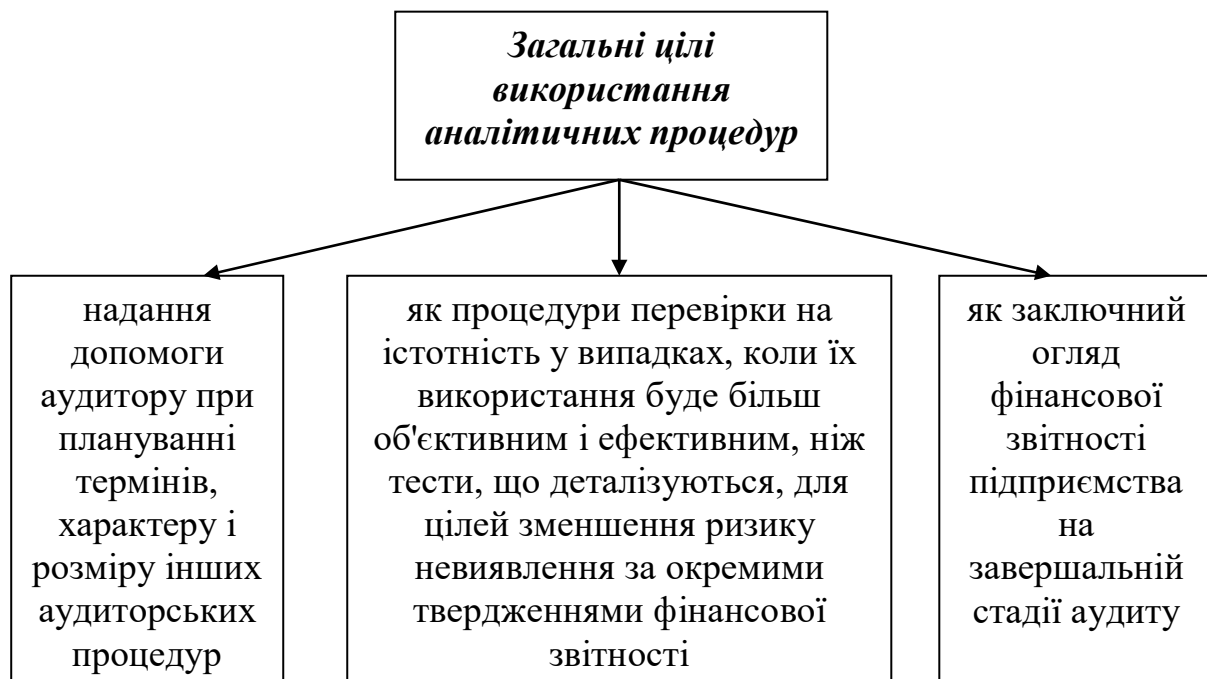 Загальні цілі
використання
аналітичних процедур
надання
допомоги
аудитору при
плануванні
термінів,
характеру і
розміру інших
аудиторських
процедур
як процедури перевірки на
істотність у випадках, коли їх
використання буде більш
об'єктивним і ефективним, ніж
тести, що деталізуються, для
цілей зменшення ризику
невиявлення за окремими
твердженнями фінансової
звітності
як заключний
огляд
фінансової
звітності
підприємства
на
завершальній
стадії аудиту